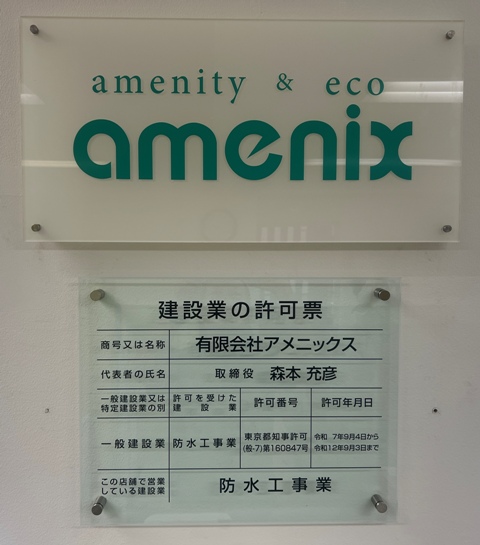 amenity & eco
amenix
建設業の許可票
商号又は名称 有限会社アメニックス
代表者の氏名 取締役 森本 充彦
一般建設業又は
特定建設業の別
許可を受けた
建設業
許可番号
許可年月日
一般建設業
防水工事業
東京都知事許可
(般-7)第160847号
令和 7年9月4日から
令和12年9月3日まで
この店舗で営業
している建設業
防水工事業